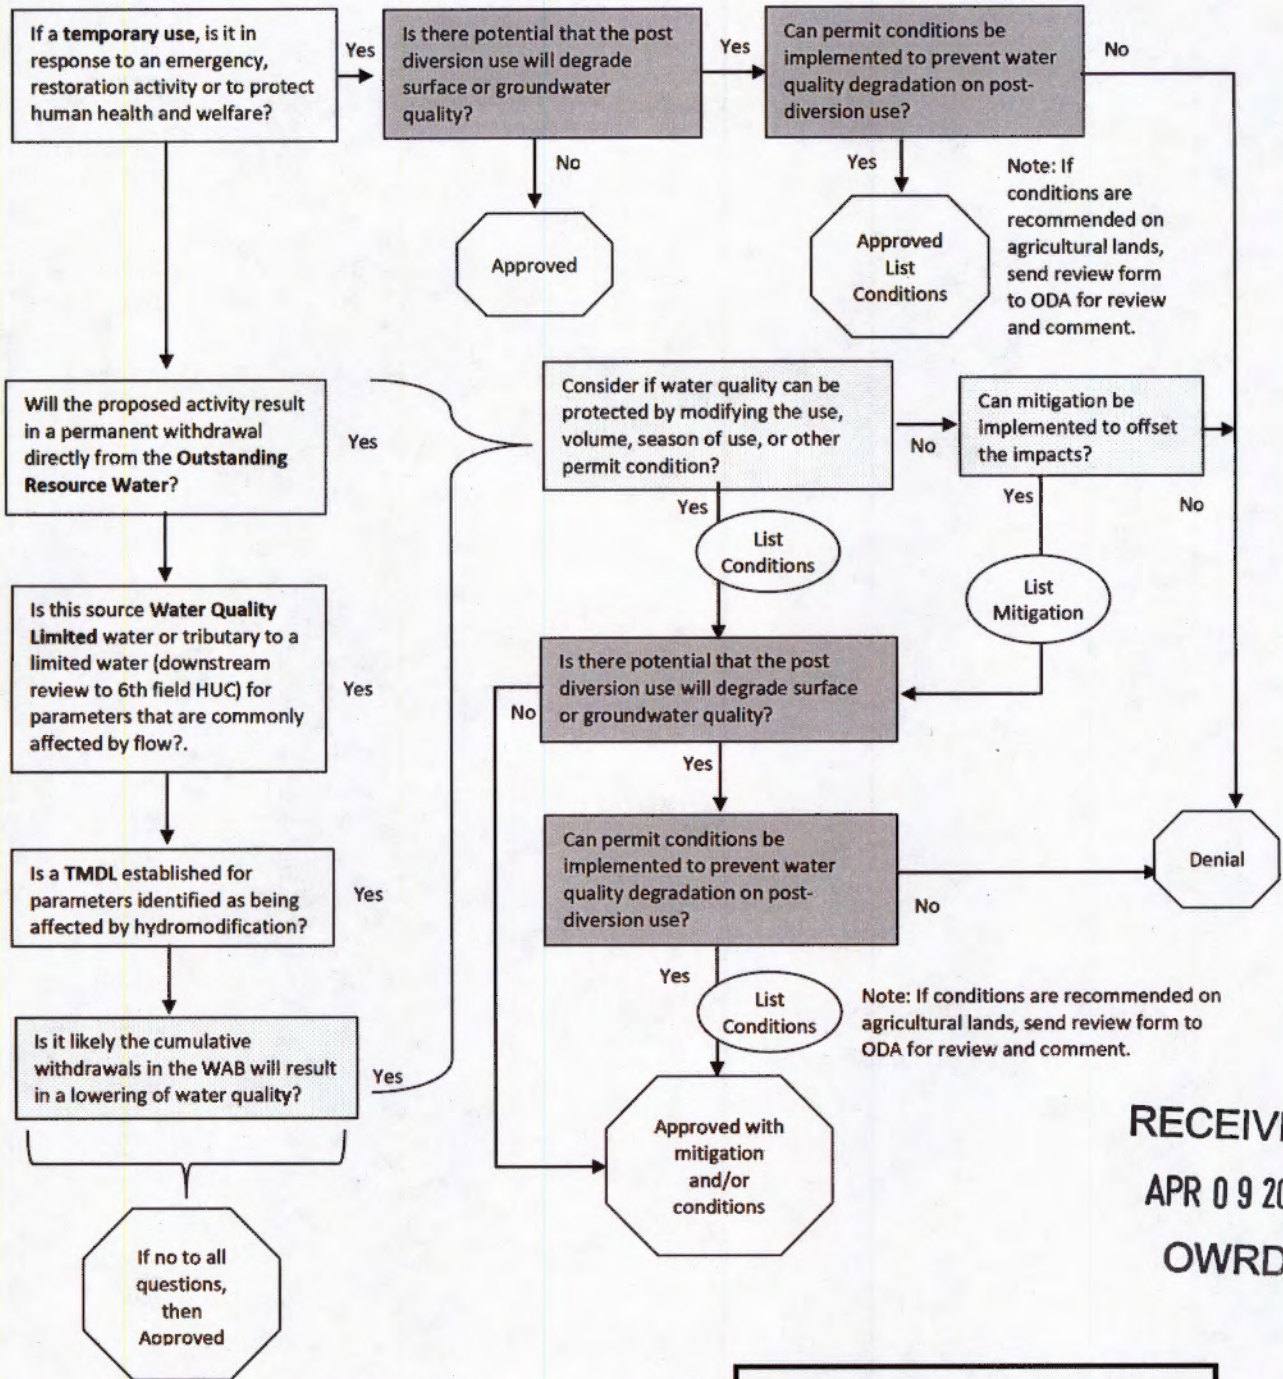 If a temporary use, is it in
response to an emergency,
restoration activity or to protect
human health and welfare?
Yes
Is there potential that the post
diversion use will degrade
surface or groundwater
quality?
Yes
Can permit conditions be
implemented to prevent water
quality degradation on post-
diversion use?
No
No
Approved
Yes
Approved
List
Conditions
Note: If
conditions are
recommended on
agricultural lands,
send review form
to ODA for review
and comment.
Will the proposed activity result
in a permanent withdrawal
directly from the Outstanding
Resource Water?
Yes
Consider if water quality can be
protected by modifying the use,
volume, season of use, or other
permit condition?
No
Can mitigation be
implemented to offset
the impacts?
Yes
No
Yes
List
Conditions
List
Mitigation
Is this source Water Quality
Limited water or tributary to a
limited water (downstream
review to 6th field HUC) for
parameters that are commonly
affected by flow?.
Yes
Is there potential that the post
diversion use will degrade surface
or groundwater quality?
No
Yes
Is a TMDL established for
parameters identified as being
affected by hydromodification?
Yes
Can permit conditions be
implemented to prevent water
quality degradation on post-
diversion use?
No
Denial
Yes
List
Conditions
Note: If conditions are recommended on
agricultural lands, send review form to
ODA for review and comment.
Is it likely the cumulative
withdrawals in the WAB will result
in a lowering of water quality?
Yes
Approved with
mitigation
and/or
conditions
If no to all
questions,
then
Approved
RECEIV
APR 09 20
OWRD